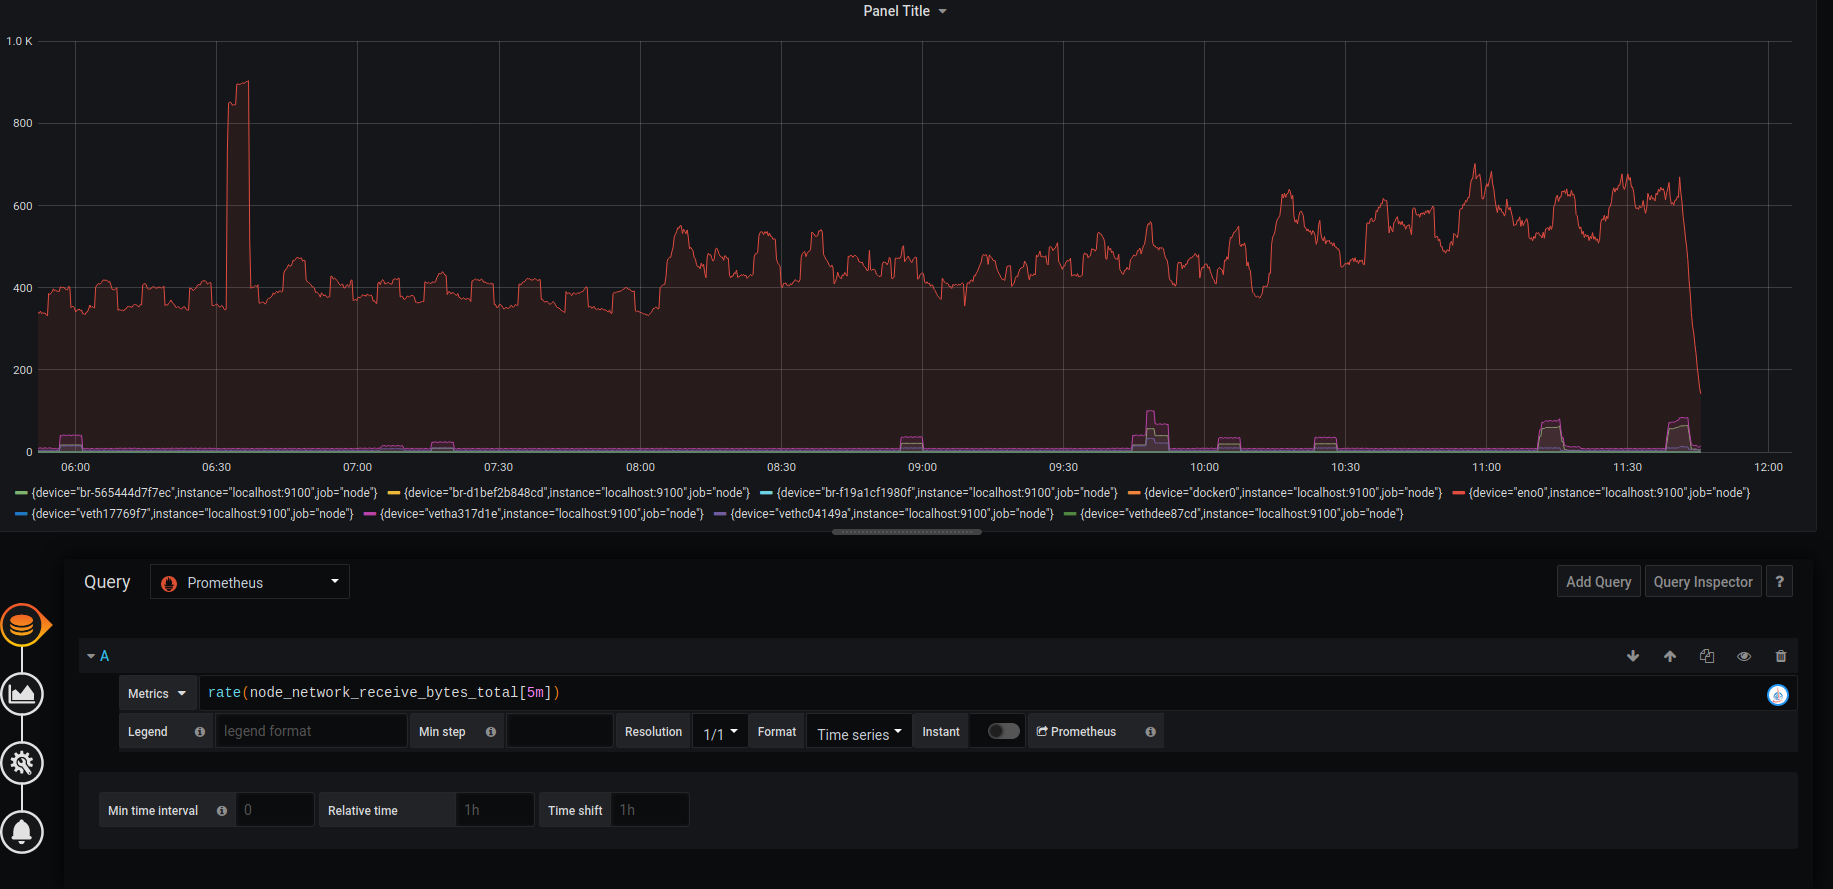 Panel Title
1.0 K
800
600
400
200
0
06:00 06:30 07:00 07:30 08:00 08:30 09:00 09:30 10:00 10:30 11:00 11:30 12:00
{device="br-565444d7f7ec",instance="localhost:9100",job="node"} {device="br-d1bef2b848cd",instance="localhost:9100",job="node"} {device="br-f19a1cf1980f",instance="localhost:9100",job="node"} {device="docker0",instance="localhost:9100",job="node"} {device="eno0",instance="localhost:9100",job="node"}
{device="veth17769f7",instance="localhost:9100",job="node"} {device="vetha317d1e",instance="localhost:9100",job="node"} {device="vethc04149a",instance="localhost:9100",job="node"} {device="vethdee87cd",instance="localhost:9100",job="node"}
Query Prometheus Add Query Query Inspector ?
A
Metrics rate(node_network_receive_bytes_total[5m])
Legend legend format Min step Resolution 1/1 Format Time series Instant Prometheus
Min time interval 0 Relative time 1h Time shift 1h